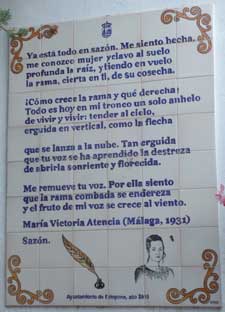 Ya está todo en sazón. Me siento hecha,
me conozco mujer y clavo al suelo
profunda la raíz, y tiendo en vuelo
la rama, cierta en ti, de su cosecha.
¡Cómo crece la rama y qué derecha!
Todo es hoy en mi tronco un solo anhelo
de vivir y vivir: tender al cielo,
erguida en vertical, como la flecha
que se lanza a la nube. Tan erguida
que tu voz se ha aprendido la destreza
de abrirla sonriente y florecida.
Me remueve tu voz. Por ella siento
que la rama combada se endereza
y el fruto de mi voz se crece al viento.
María Victoria Atencia (Málaga, 1931)
Sazón.
Ayuntamiento de Estepona, año